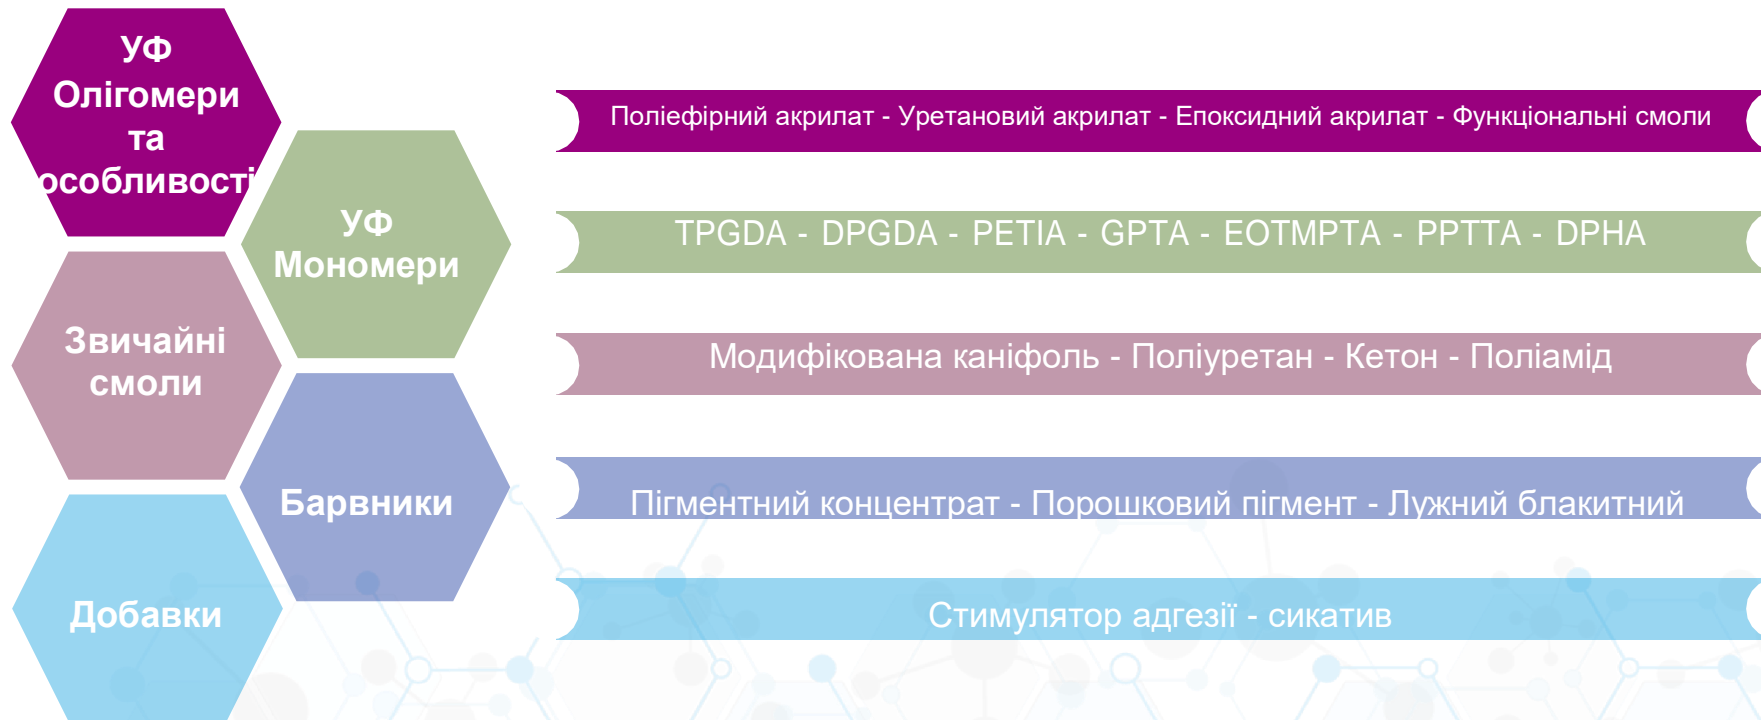 УФ
Олігомери
та
особливості
Поліефірний акрилат - Уретановий акрилат - Епоксидний акрилат - Функціональні смоли
УФ
Мономери
TPGDA - DPGDA - PETIA - GPTA - EOTMPTA - PPTTA - DPHA
Звичайні
смоли
Модифікована каніфоль - Поліуретан - Кетон - Поліамід
Барвники
Пігментний концентрат - Порошковий пігмент - Лужний блакитний
Добавки
Стимулятор адгезії - сикатив